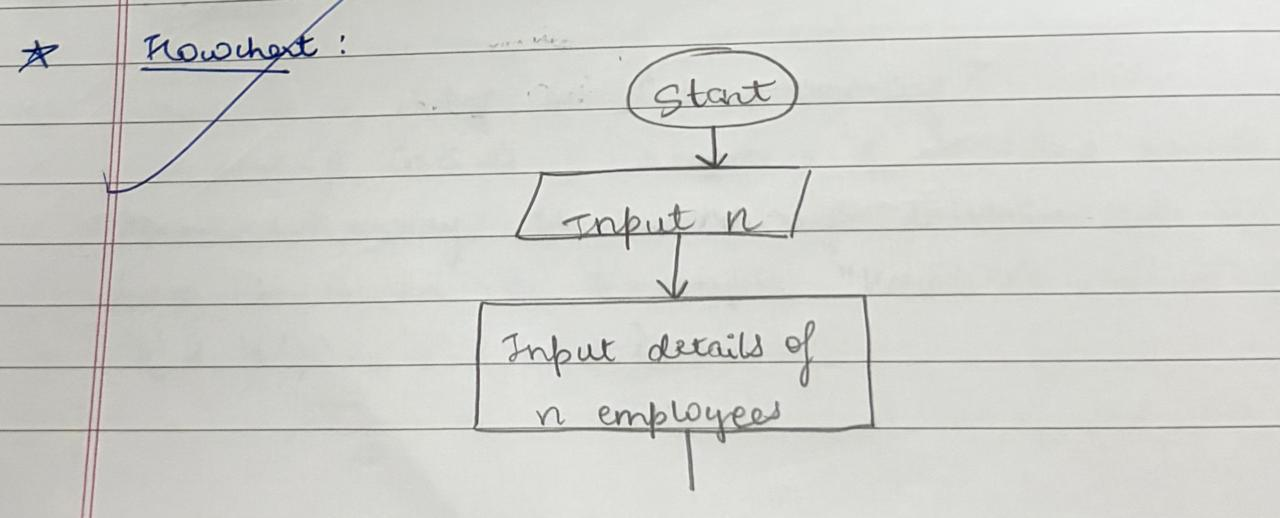 Flowchart :
Start
Input n
Input details of
n employees